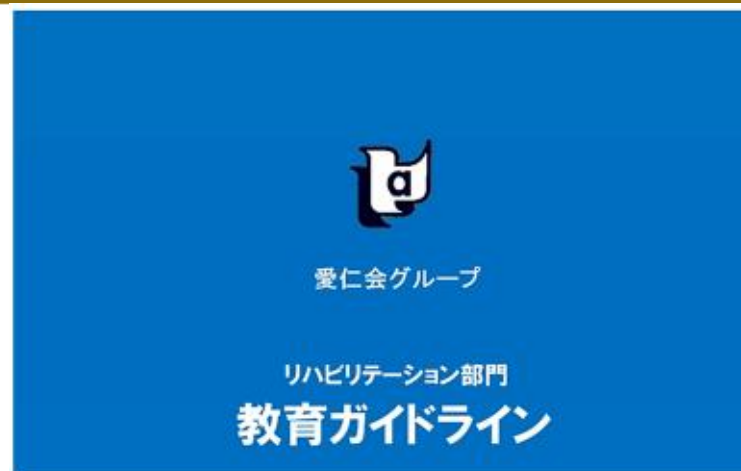 a
愛仁会グループ
リハビリテーション部門
教育ガイドライン